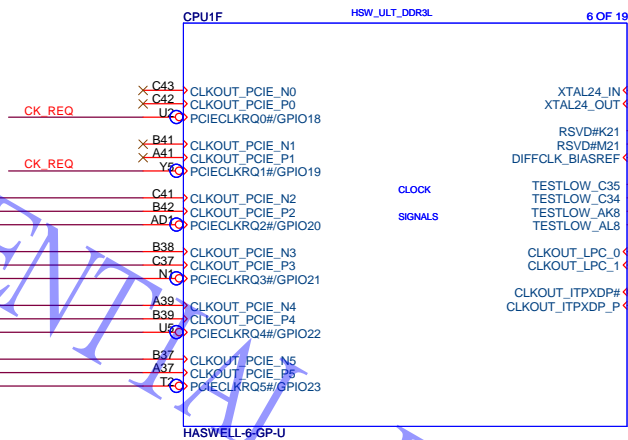 CPU1F
HSW_ULT_DDR3L
6 OF 19
C43
CLKOUT_PCIE_N0
XTAL24_IN
C42
CLKOUT_PCIE_P0
XTAL24_OUT
CK_REQ
U2
PCIECLKRQ0#/GPIO18
RSVD#K21
B41
CLKOUT_PCIE_N1
RSVD#M21
A41
CLKOUT_PCIE_P1
DIFFCLK_BIASREF
CK_REQ
Y5
PCIECLKRQ1#/GPIO19
CLOCK
TESTLOW_C35
C41
CLKOUT_PCIE_N2
TESTLOW_C34
B42
CLKOUT_PCIE_P2
SIGNALS
TESTLOW_AK8
AD1
PCIECLKRQ2#/GPIO20
TESTLOW_AL8
B38
CLKOUT_PCIE_N3
CLKOUT_LPC_0
C37
CLKOUT_PCIE_P3
CLKOUT_LPC_1
N1
PCIECLKRQ3#/GPIO21
CLKOUT_ITPXDP#
A39
CLKOUT_PCIE_N4
CLKOUT_ITPXDP_P
B39
CLKOUT_PCIE_P4
U5
PCIECLKRQ4#/GPIO22
B37
CLKOUT_PCIE_N5
A37
CLKOUT_PCIE_P5
T2
PCIECLKRQ5#/GPIO23
HASWELL-6-GP-U